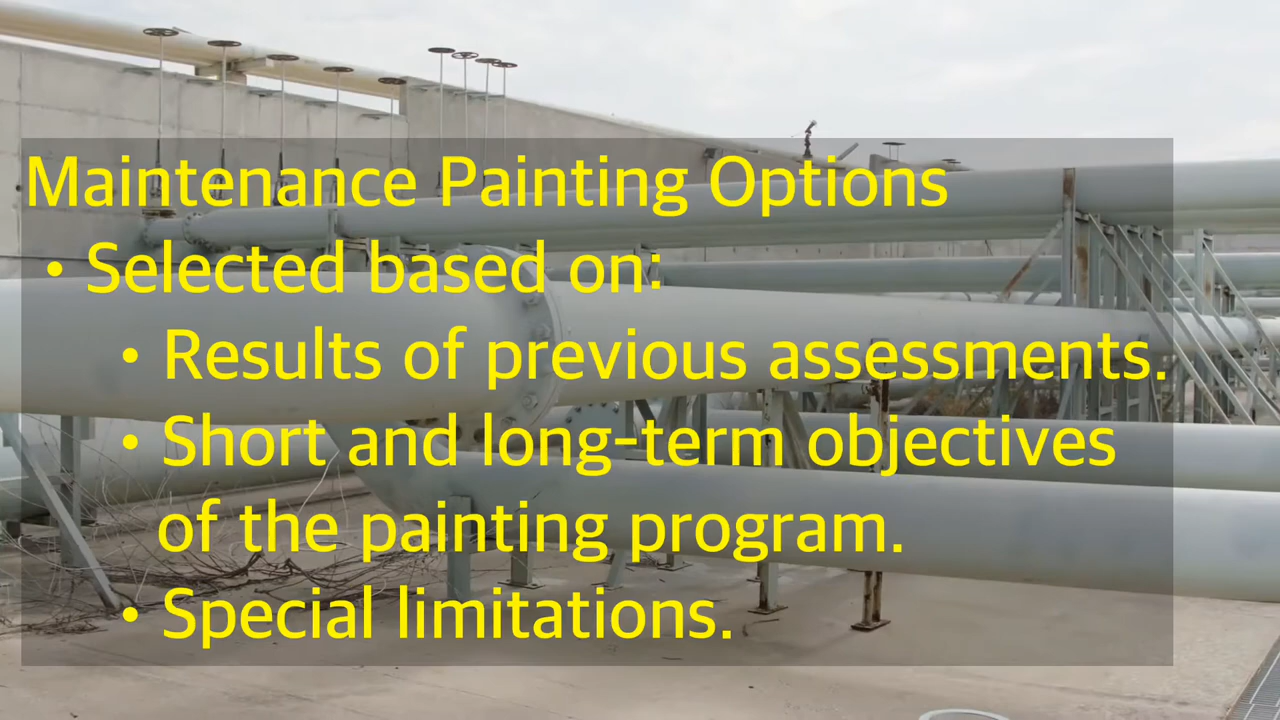 Maintenance Painting Options
• Selected based on:
• Results of previous assessments.
• Short and long-term objectives
of the painting program.
• Special limitations.